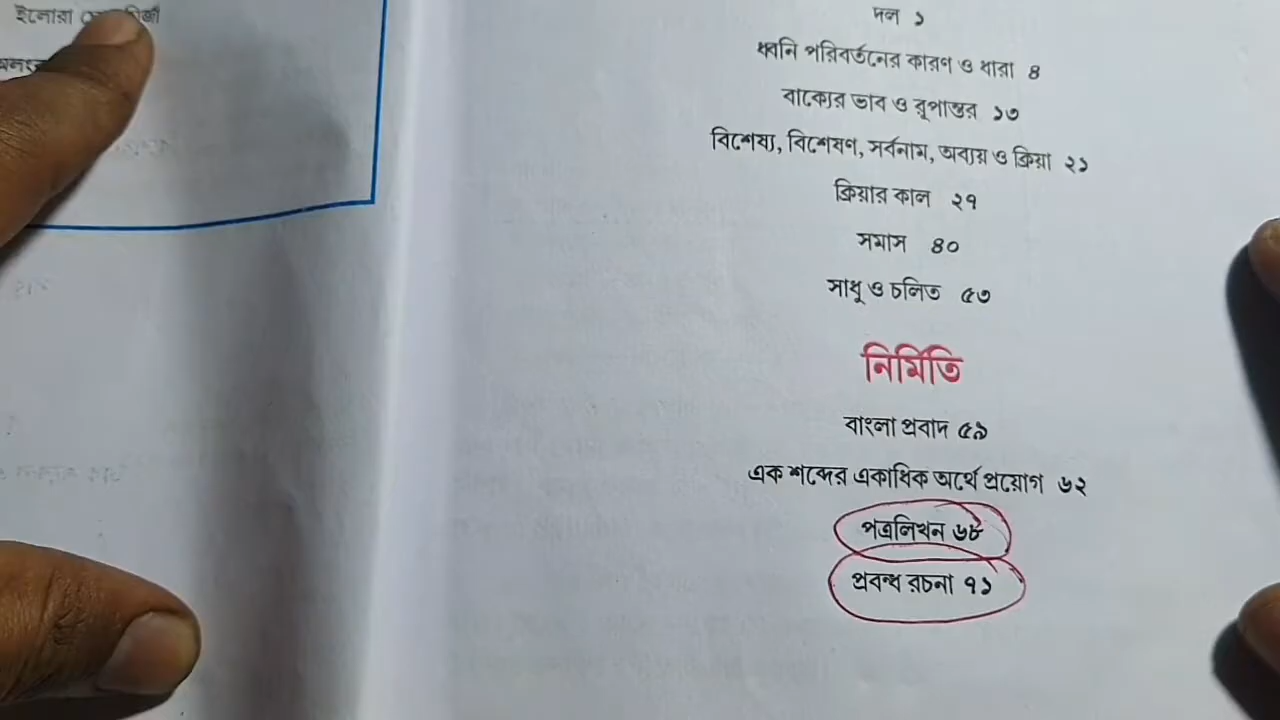 ইলোরা
দল ১
ধ্বনি পরিবর্তনের কারণ ও ধারা ৪
বাক্যের ভাব ও রূপান্তর ১৩
বিশেষ্য, বিশেষণ, সর্বনাম, অব্যয় ও ক্রিয়া ২১
ক্রিয়ার কাল ২৭
সমাস ৪০
সাধু ও চলিত ৫৩
নির্মিতি
বাংলা প্রবাদ ৫৯
এক শব্দের একাধিক অর্থে প্রয়োগ ৬২
পত্রলিখন ৬৮
প্রবন্ধ রচনা ৭১